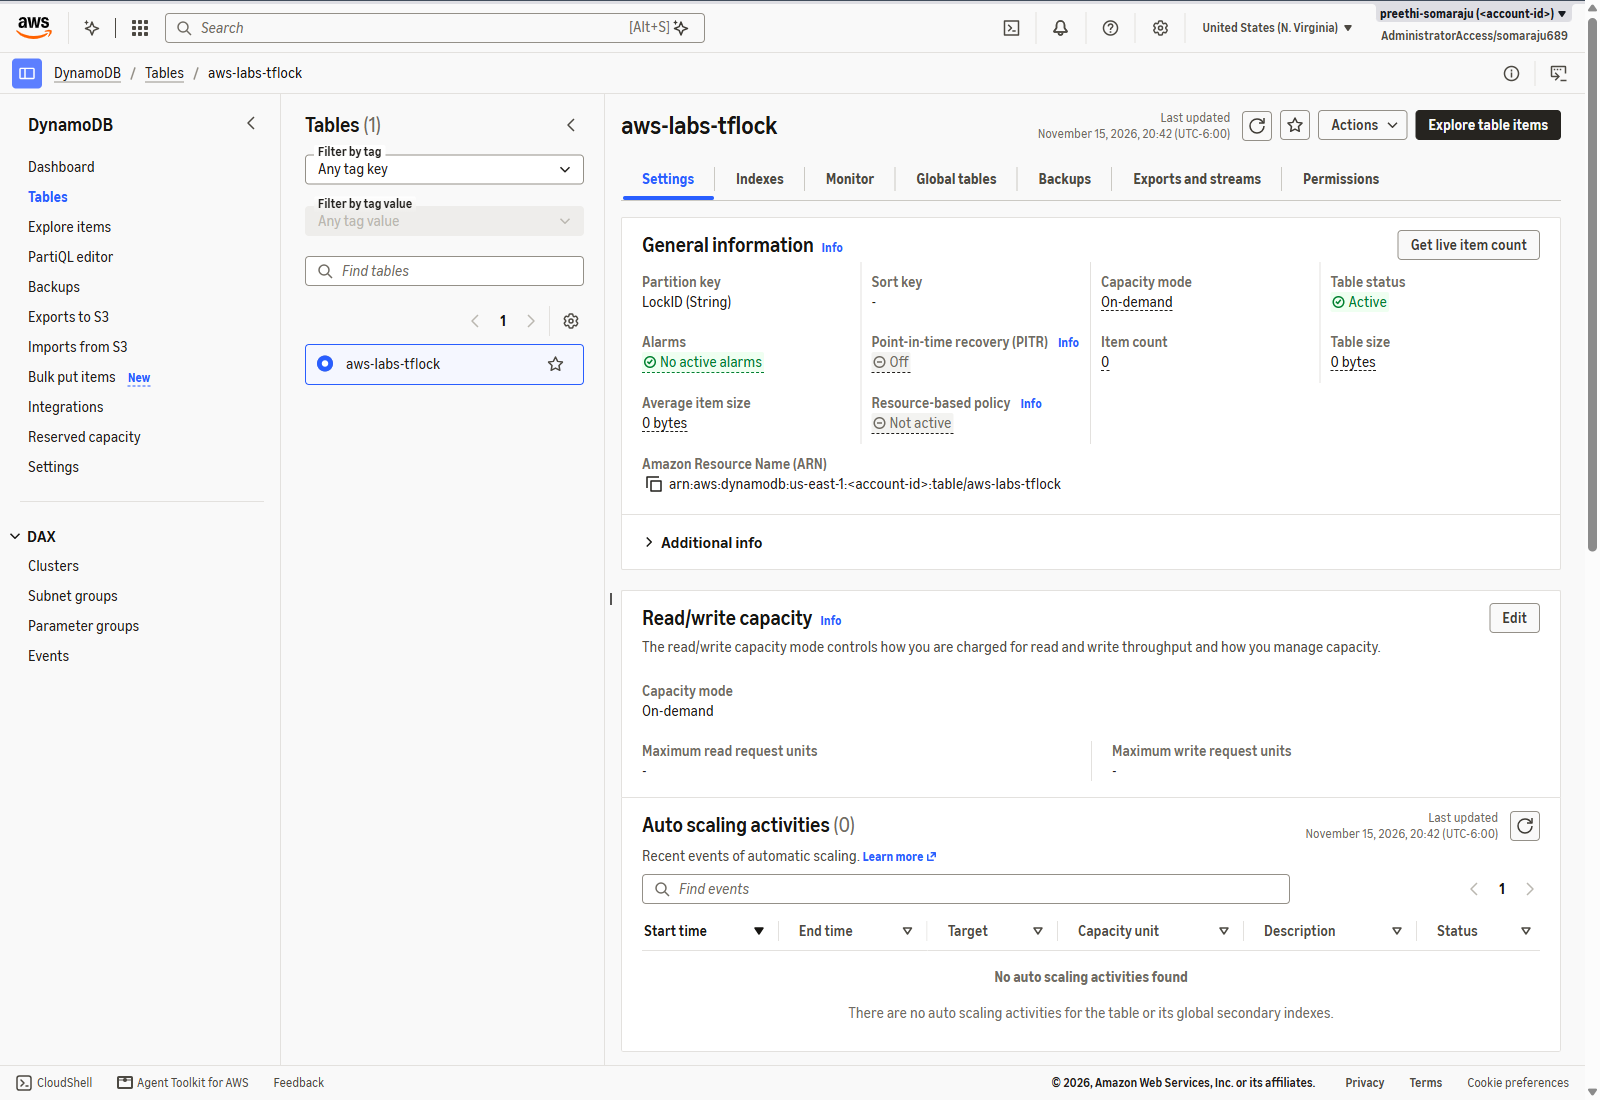 aws
Search
[Alt+S]
United States (N. Virginia)
preethi-somaraju (<account-id>)
AdministratorAccess/somaraju689
DynamoDB / Tables / aws-labs-tflock
DynamoDB
Dashboard
Tables
Explore items
PartiQL editor
Backups
Exports to S3
Imports from S3
Bulk put items New
Integrations
Reserved capacity
Settings
DAX
Clusters
Subnet groups
Parameter groups
Events
Tables (1)
Filter by tag
Any tag key
Filter by tag value
Any tag value
Find tables
1
aws-labs-tflock
aws-labs-tflock
Last updated
November 15, 2026, 20:42 (UTC-6:00)
Actions
Explore table items
Settings
Indexes
Monitor
Global tables
Backups
Exports and streams
Permissions
General information Info
Get live item count
Partition key
LockID (String)
Sort key
-
Capacity mode
On-demand
Table status
Active
Alarms
No active alarms
Point-in-time recovery (PITR) Info
Off
Item count
0
Table size
0 bytes
Average item size
0 bytes
Resource-based policy Info
Not active
Amazon Resource Name (ARN)
arn:aws:dynamodb:us-east-1:<account-id>:table/aws-labs-tflock
Additional info
Read/write capacity Info
Edit
The read/write capacity mode controls how you are charged for read and write throughput and how you manage capacity.
Capacity mode
On-demand
Maximum read request units
-
Maximum write request units
-
Auto scaling activities (0)
Last updated
November 15, 2026, 20:42 (UTC-6:00)
Recent events of automatic scaling. Learn more
Find events
1
Start time
End time
Target
Capacity unit
Description
Status
No auto scaling activities found
There are no auto scaling activities for the table or its global secondary indexes.
CloudShell
Agent Toolkit for AWS
Feedback
© 2026, Amazon Web Services, Inc. or its affiliates.
Privacy
Terms
Cookie preferences